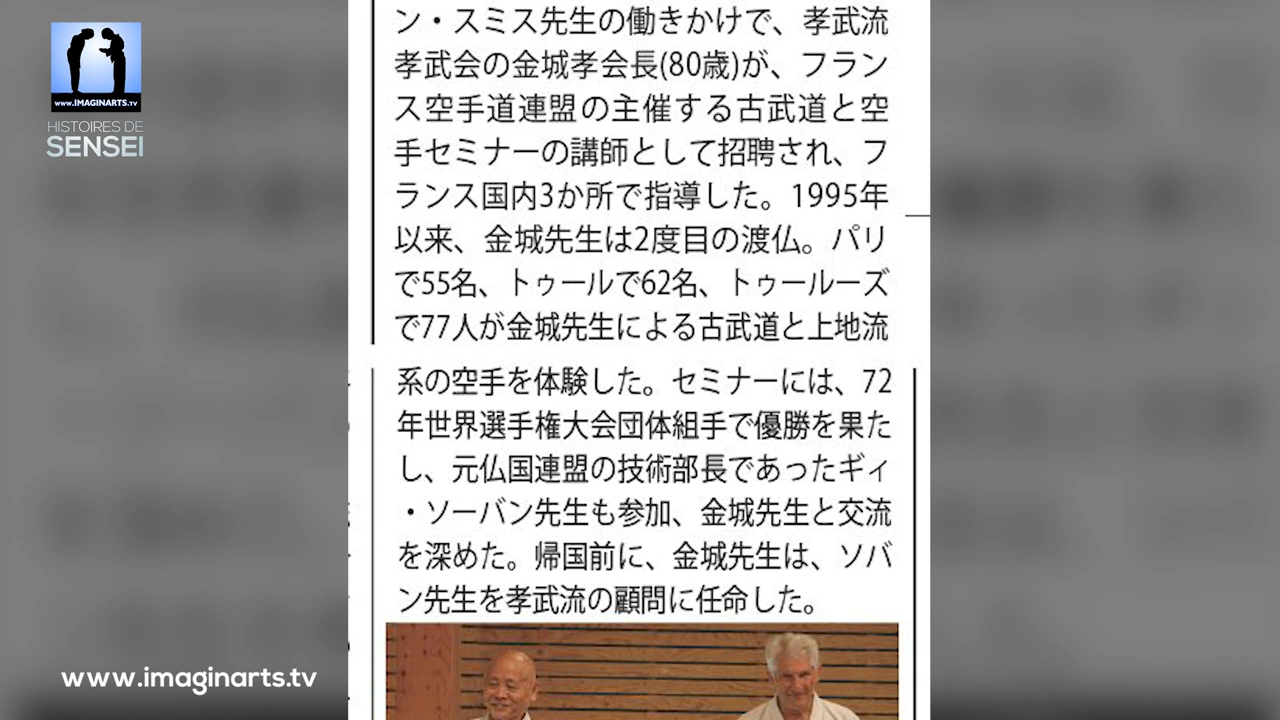 www.IMAGINARTS.tv
HISTOIRES DE
SENSEI
ン・スミス先生の働きかけで、孝武流
孝武会の金城孝会長(80歳)が、フラン
ス空手道連盟の主催する古武道と空
手セミナーの講師として招聘され、フ
ランス国内3か所で指導した。1995年
以来、金城先生は2度目の渡仏。パリ
で55名、トゥールで62名、トゥールーズ
で77人が金城先生による古武道と上地流
系の空手を体験した。セミナーには、72
年世界選手権大会団体組手で優勝を果た
し、元仏国連盟の技術部長であったギィ
・ソーバン先生も参加、金城先生と交流
を深めた。帰国前に、金城先生は、ソバ
ン先生を孝武流の顧問に任命した。
www.imaginarts.tv